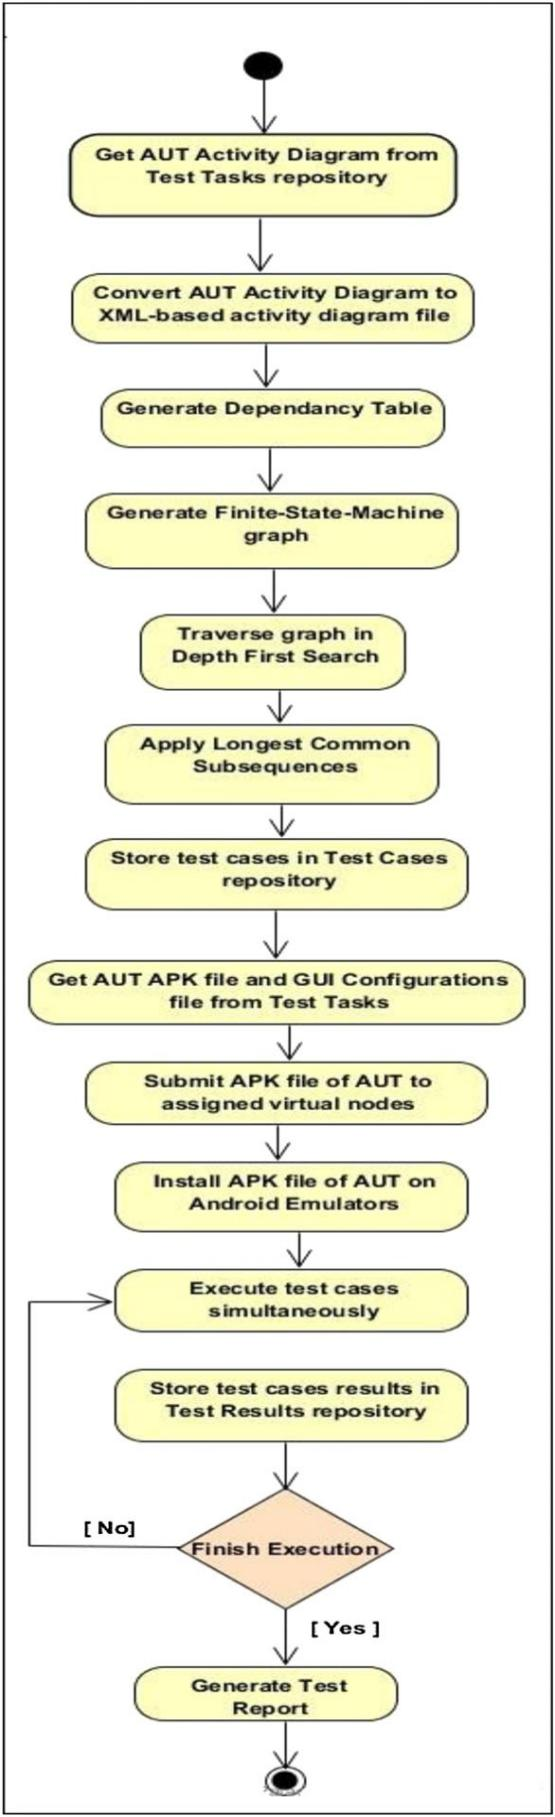 Get AUT Activity Diagram from
Test Tasks repository
Convert AUT Activity Diagram to
XML-based activity diagram file
Generate Dependancy Table
Generate Finite-State-Machine
graph
Traverse graph in
Depth First Search
Apply Longest Common
Subsequences
Store test cases in Test Cases
repository
Get AUT APK file and GUI Configurations
file from Test Tasks
Submit APK file of AUT to
assigned virtual nodes
Install APK file of AUT on
Android Emulators
Execute test cases
simultaneously
Store test cases results in
Test Results repository
[ No]
Finish Execution
[ Yes ]
Generate Test
Report